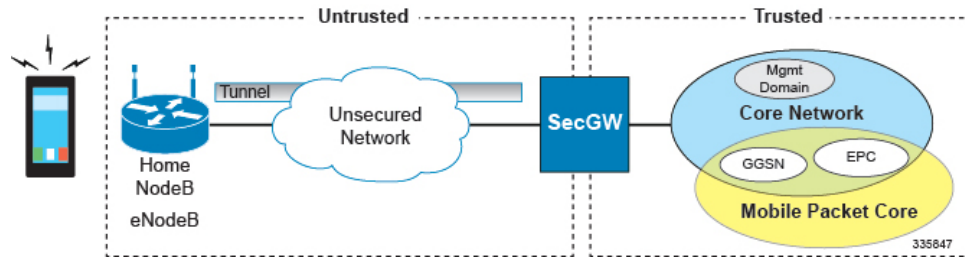 Untrusted
Trusted
Tunnel
Unsecured
Network
Home
NodeB
eNodeB
SecGW
Mgmt
Domain
Core Network
GGSN
EPC
Mobile Packet Core
335847